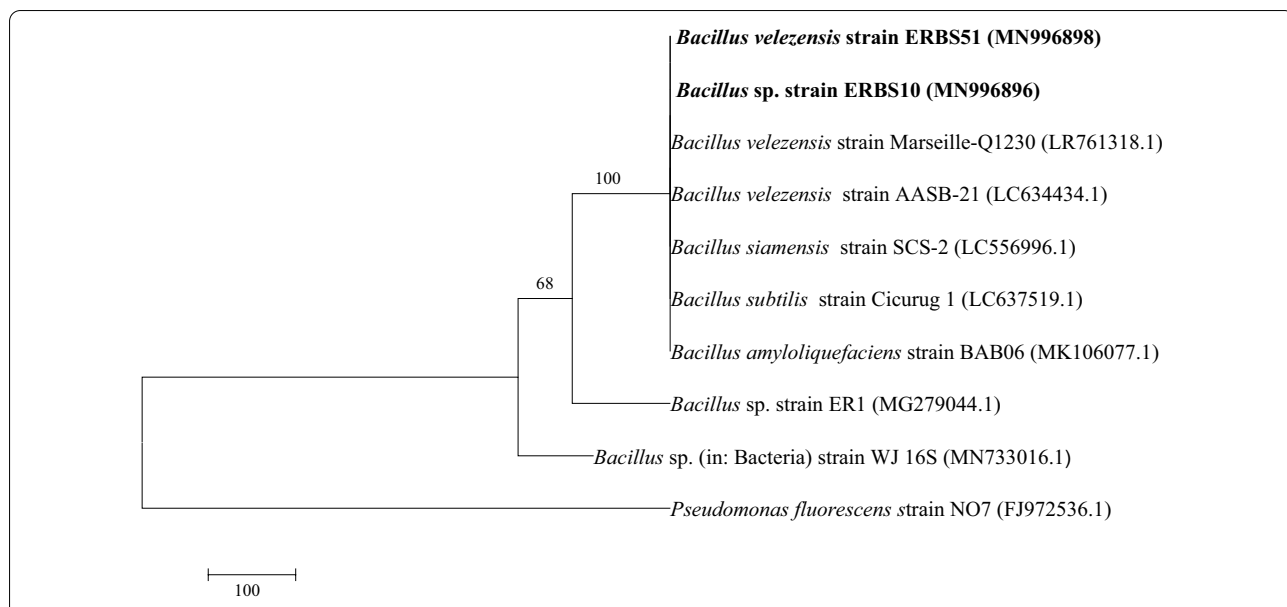 Bacillus velezensis strain ERBS51 (MN996898)
Bacillus sp. strain ERBS10 (MN996896)
Bacillus velezensis strain Marseille-Q1230 (LR761318.1)
100
Bacillus velezensis strain AASB-21 (LC634434.1)
Bacillus siamensis strain SCS-2 (LC556996.1)
68
Bacillus subtilis strain Cicurug 1 (LC637519.1)
Bacillus amyloliquefaciens strain BAB06 (MK106077.1)
Bacillus sp. strain ER1 (MG279044.1)
Bacillus sp. (in: Bacteria) strain WJ 16S (MN733016.1)
Pseudomonas fluorescens strain NO7 (FJ972536.1)
100